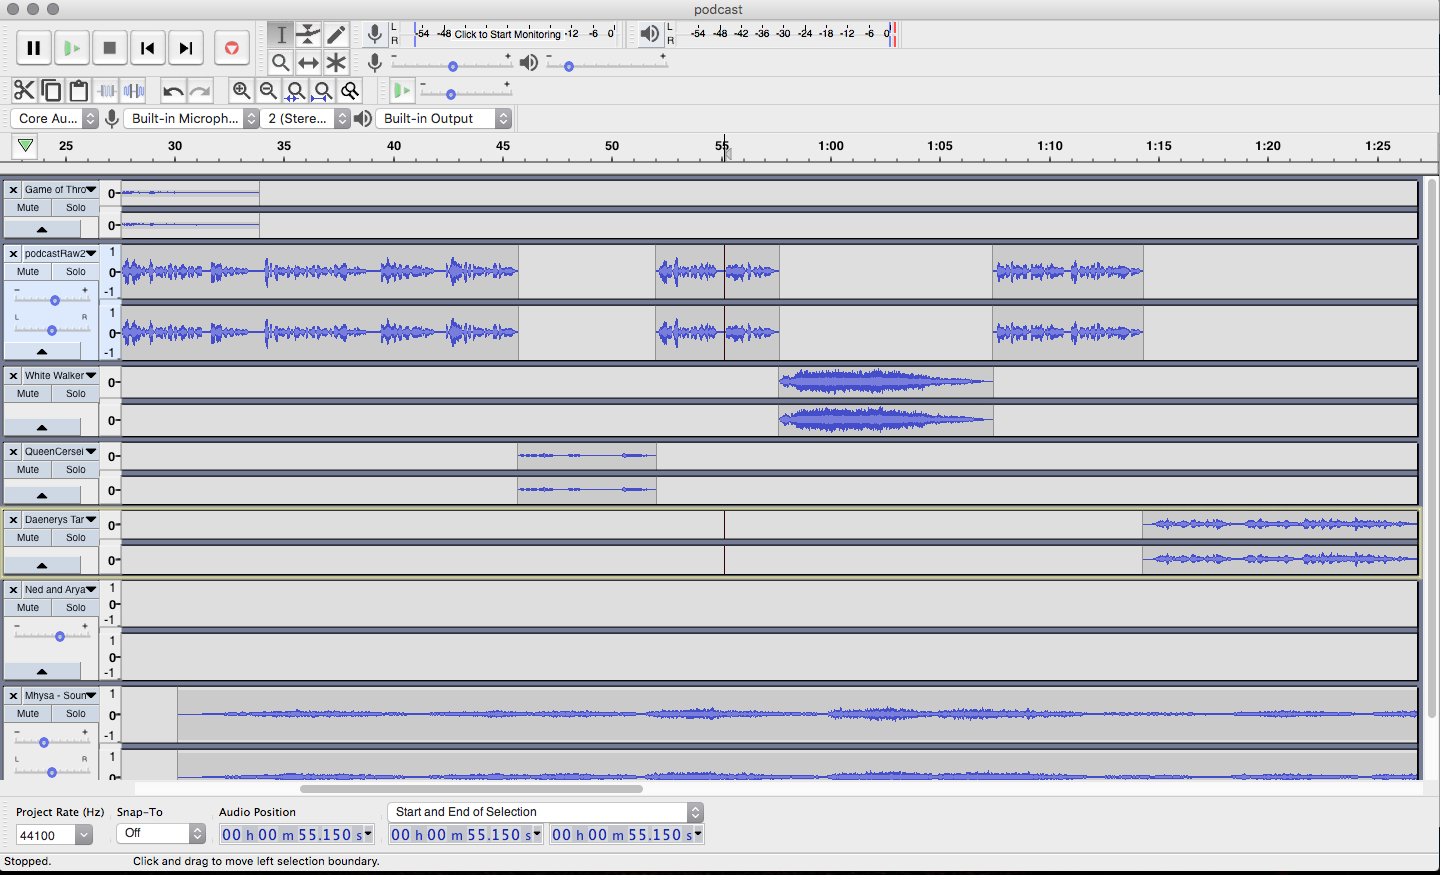 podcast
L
R
-54 -48 Click to Start Monitoring -12 -6 0
L
R
-54 -48 -42 -36 -30 -24 -18 -12 -6 0
- +
- +
- +
Core Au... Built-in Microph... 2 (Stere... Built-in Output
25 30 35 40 45 50 55 1:00 1:05 1:10 1:15 1:20 1:25
Game of Thro
Mute Solo
0-
0-
podcastRaw2
Mute Solo
- +
L R
1
0-
-1
1
0-
-1
White Walker
Mute Solo
0-
0-
QueenCersei
Mute Solo
0-
0-
Daenerys Tar
Mute Solo
0-
0-
Ned and Arya
Mute Solo
- +
1
0-
-1
1
0-
-1
Mhysa - Soun
Mute Solo
- +
L R
1
0-
-1
1
0-
Project Rate (Hz) Snap-To Audio Position Start and End of Selection
44100 Off 00 h 00 m 55.150 s 00 h 00 m 55.150 s 00 h 00 m 55.150 s
Stopped. Click and drag to move left selection boundary.